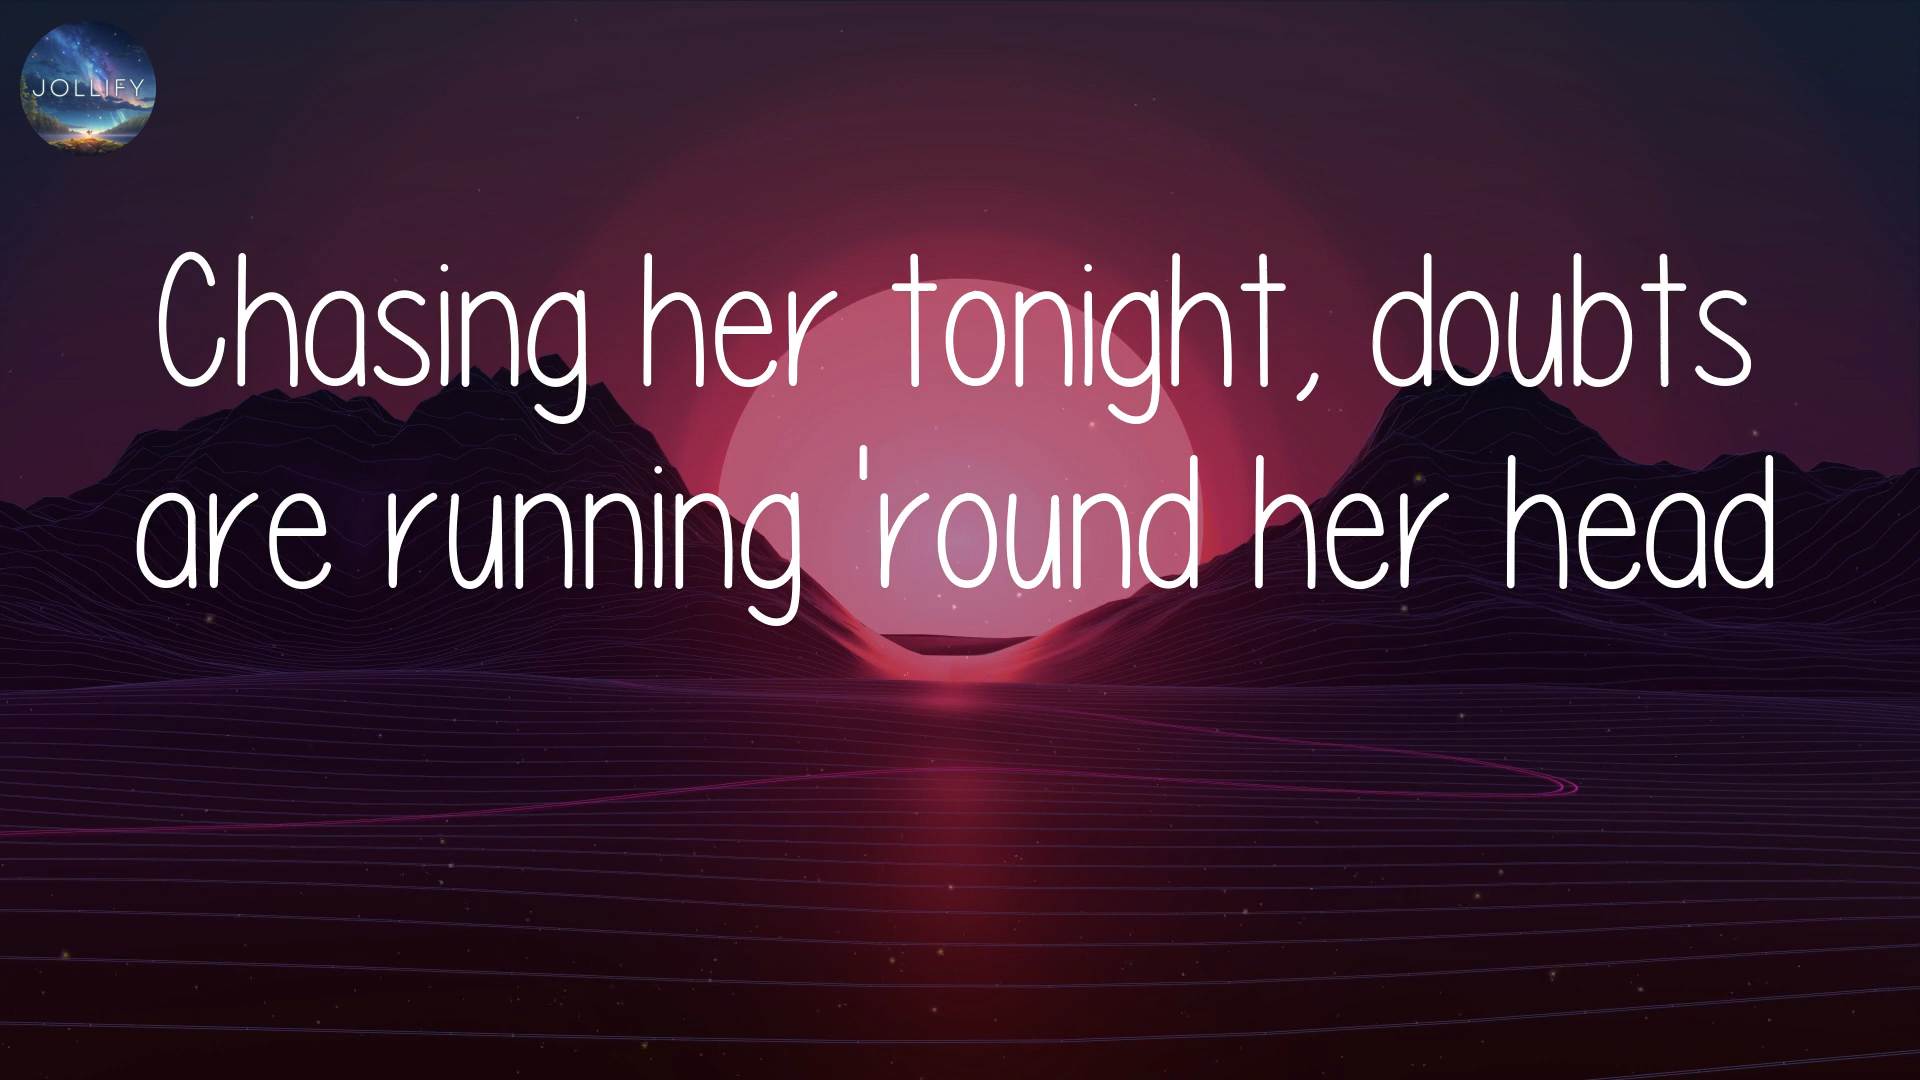 JOLLIFY
Chasing her tonight, doubts
are running 'round her head